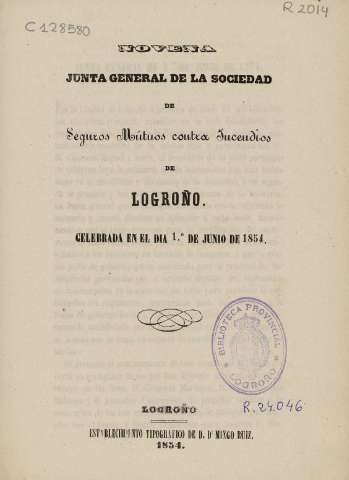 R 2014
C 128580
NOVENA
JUNTA GENERAL DE LA SOCIEDAD
DE
Seguros Mútuos contra Incendios
DE
LOGROÑO.
CELEBRADA EN EL DIA 1.º DE JUNIO DE 1854.
BIBLIOTECA PROVINCIAL
LOGROÑO
R. 24.046
LOGROÑO
ESTABLECIMIENTO TIPOGRAFICO DE D. DOMINGO RUIZ.
1854.